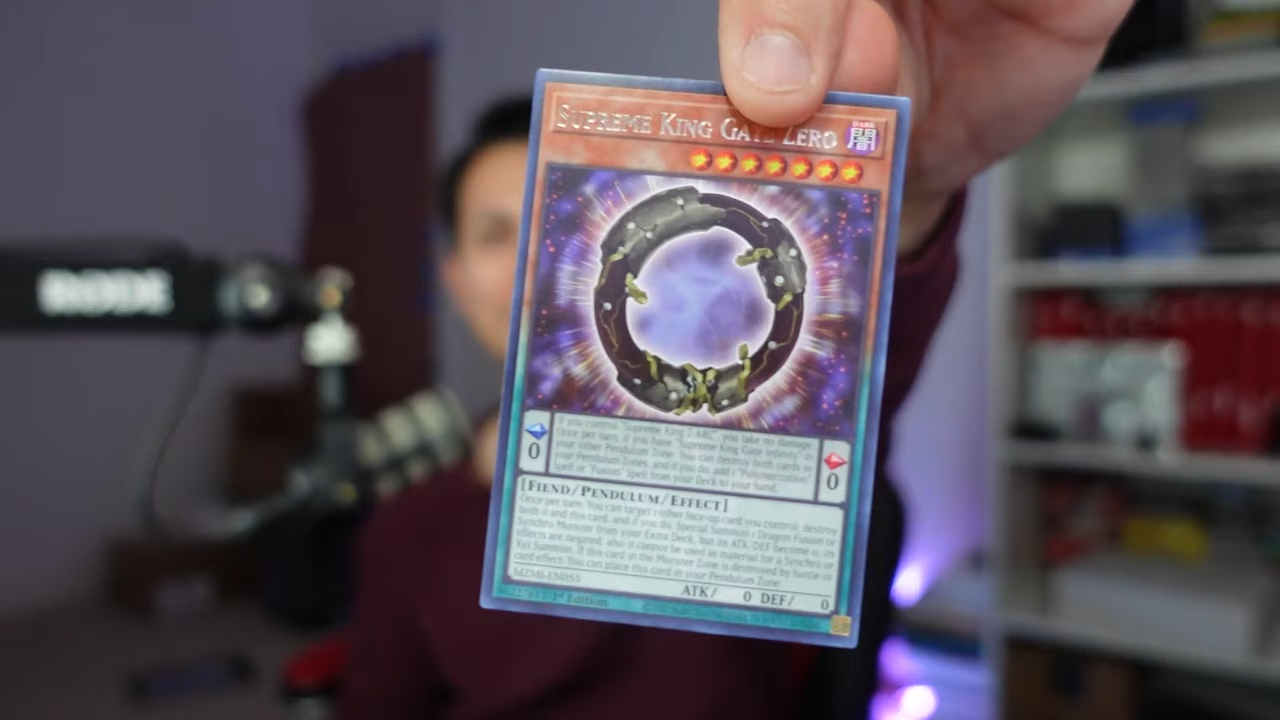 RØDE
SUPREME KING GATE ZERO
DARK
闇
If you control "Supreme King Z-ARC", you take no damage.
Once per turn, if you have "Supreme King Gate Infinity" in
your other Pendulum Zone: You can destroy both cards in
your Pendulum Zones, and if you do, add 1 "Polymerization"
Spell or "Fusion" Spell from your Deck to your hand.
0
0
[FIEND/PENDULUM/EFFECT]
Once per turn: You can target 1 other face-up card you control; destroy
both it and this card, and if you do, Special Summon 1 Dragon Fusion or
Synchro Monster from your Extra Deck, but its ATK/DEF become 0, its
effects are negated, also it cannot be used as material for a Synchro or
Xyz Summon. If this card in the Monster Zone is destroyed by battle or
card effect: You can place this card in your Pendulum Zone.
MZMI-EN053
ATK/ 0 DEF/ 0
1st Edition